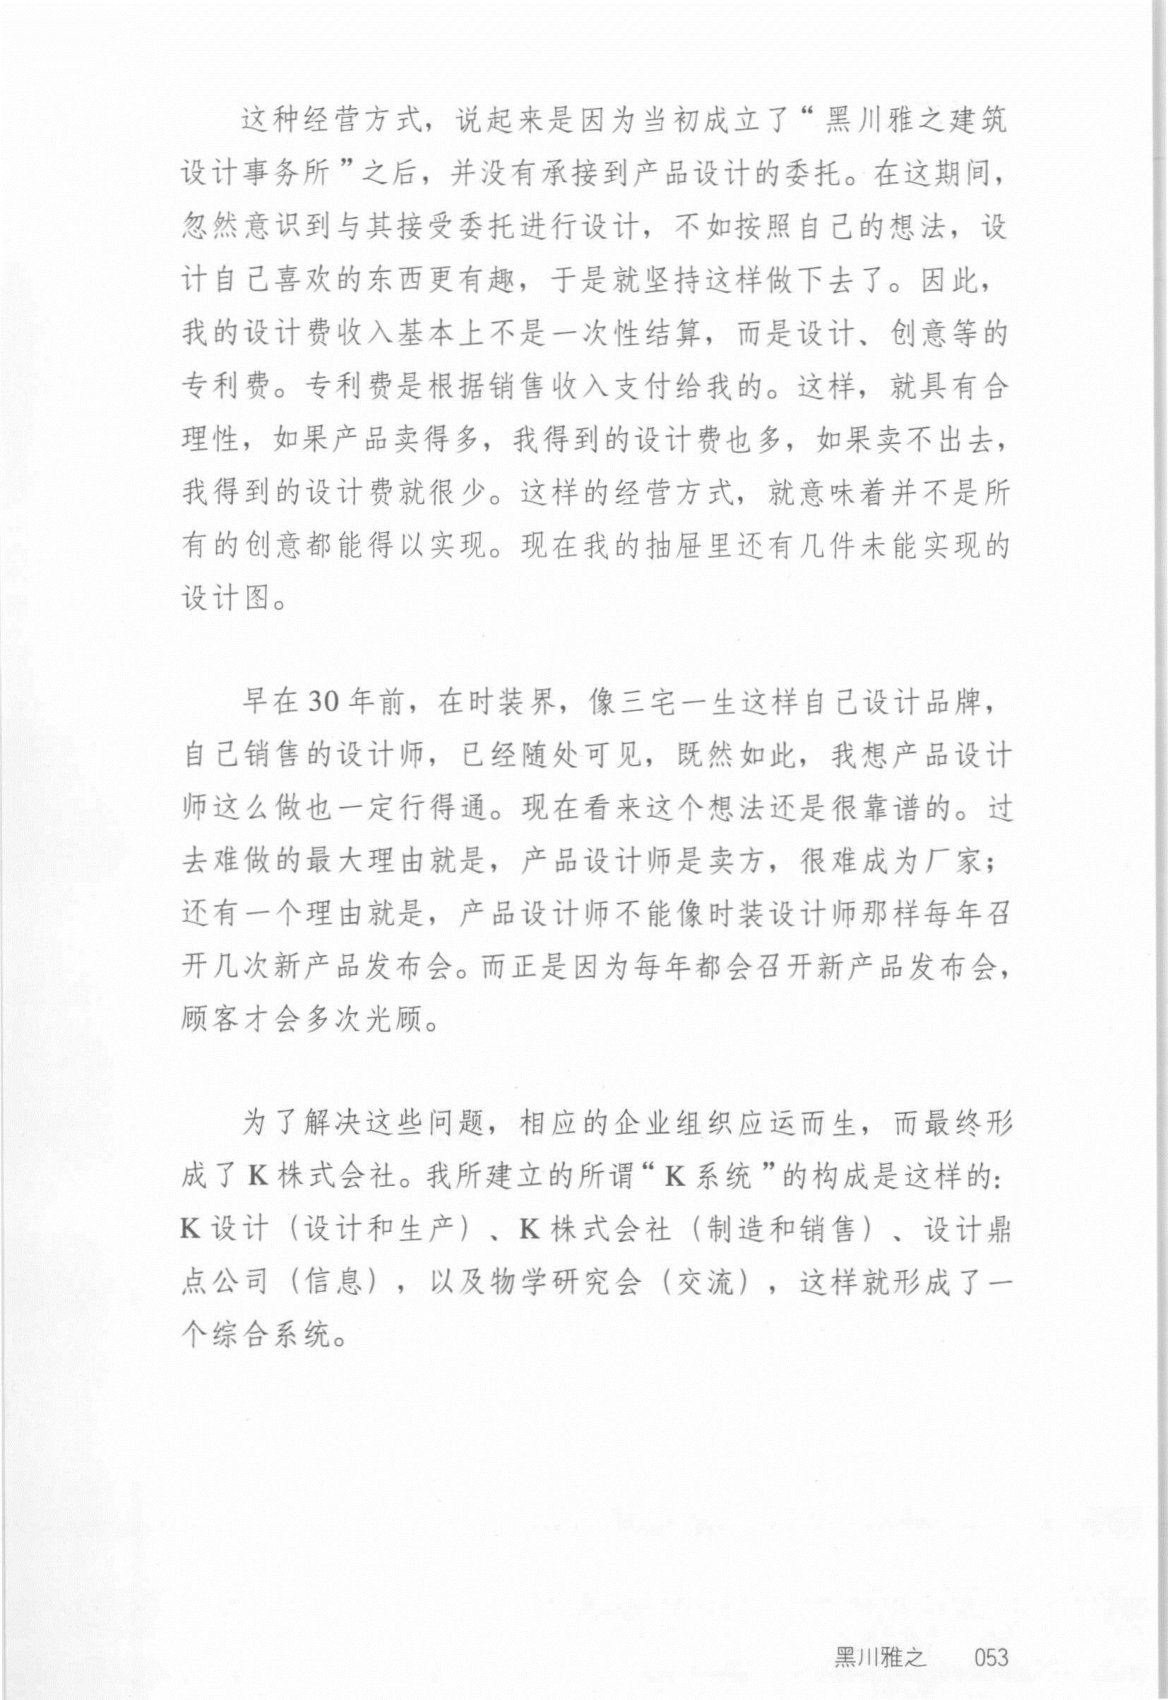 这种经营方式，说起来是因为当初成立了“黑川雅之建筑
设计事务所”之后，并没有承接到产品设计的委托。在这期间，
忽然意识到与其接受委托进行设计，不如按照自己的想法，设
计自己喜欢的东西更有趣，于是就坚持这样做下去了。因此，
我的设计费收入基本上不是一次性结算，而是设计、创意等的
专利费。专利费是根据销售收入支付给我的。这样，就具有合
理性，如果产品卖得多，我得到的设计费也多，如果卖不出去，
我得到的设计费就很少。这样的经营方式，就意味着并不是所
有的创意都能得以实现。现在我的抽屉里还有几件未能实现的
设计图。
早在 30 年前，在时装界，像三宅一生这样自己设计品牌，
自己销售的设计师，已经随处可见，既然如此，我想产品设计
师这么做也一定行得通。现在看来这个想法还是很靠谱的。过
去难做的最大理由就是，产品设计师是卖方，很难成为厂家；
还有一个理由就是，产品设计师不能像时装设计师那样每年召
开几次新产品发布会。而正是因为每年都会召开新产品发布会，
顾客才会多次光顾。
为了解决这些问题，相应的企业组织应运而生，而最终形
成了 K 株式会社。我所建立的所谓“K 系统”的构成是这样的：
K 设计（设计和生产）、K 株式会社（制造和销售）、设计鼎
点公司（信息），以及物学研究会（交流），这样就形成了一
个综合系统。
黑川雅之 053